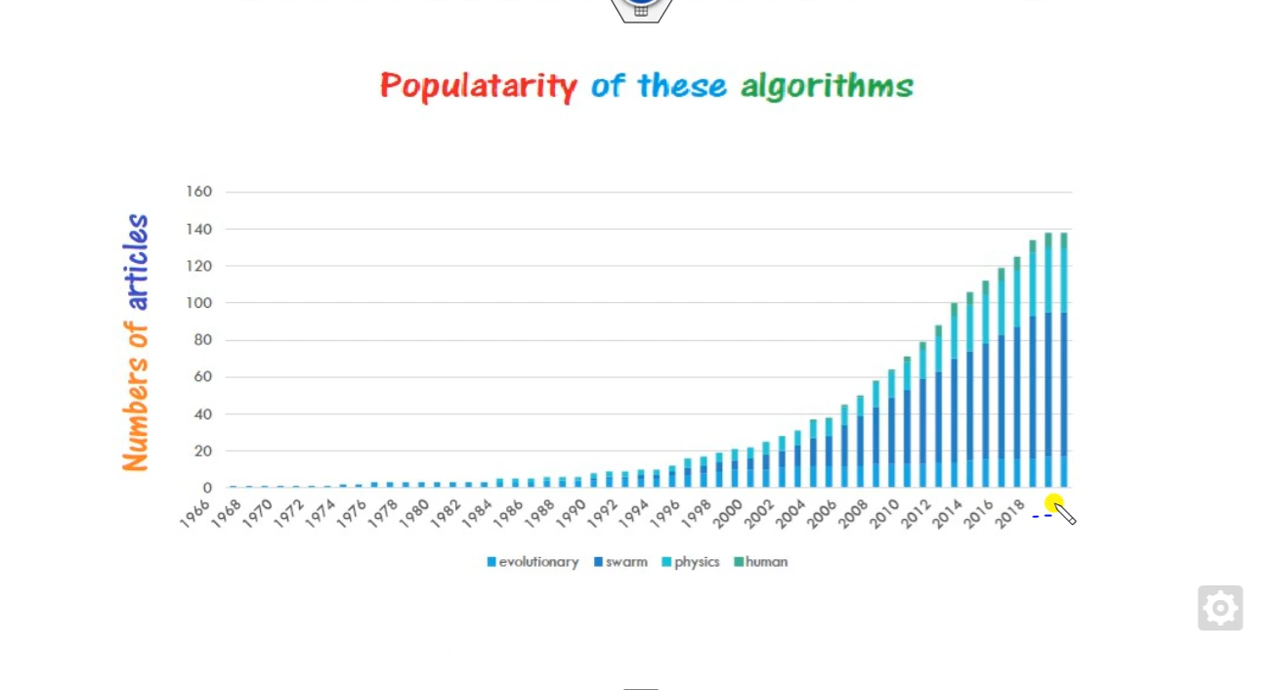 Populatarity of these algorithms
Numbers of articles
160
140
120
100
80
60
40
20
0
1966 1968 1970 1972 1974 1976 1978 1980 1982 1984 1986 1988 1990 1992 1994 1996 1998 2000 2002 2004 2006 2008 2010 2012 2014 2016 2018
evolutionary swarm physics human